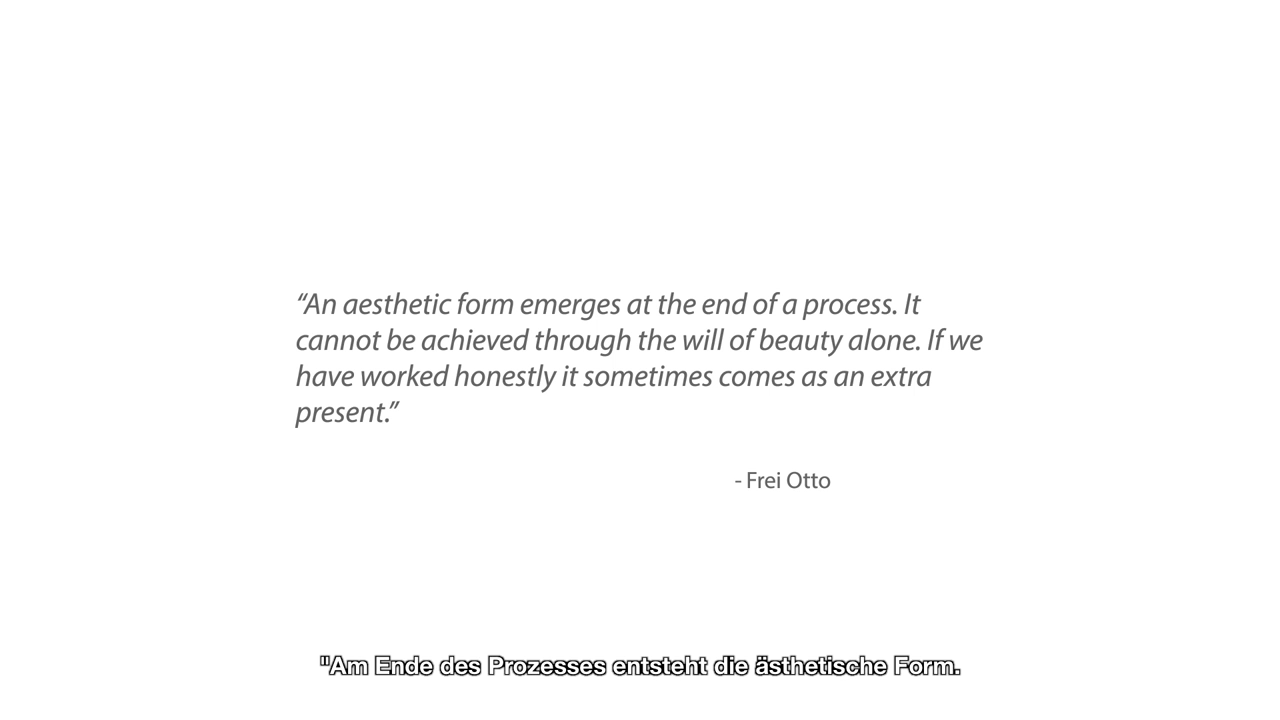 “An aesthetic form emerges at the end of a process. It
cannot be achieved through the will of beauty alone. If we
have worked honestly it sometimes comes as an extra
present.”
- Frei Otto
"Am Ende des Prozesses entsteht die ästhetische Form.